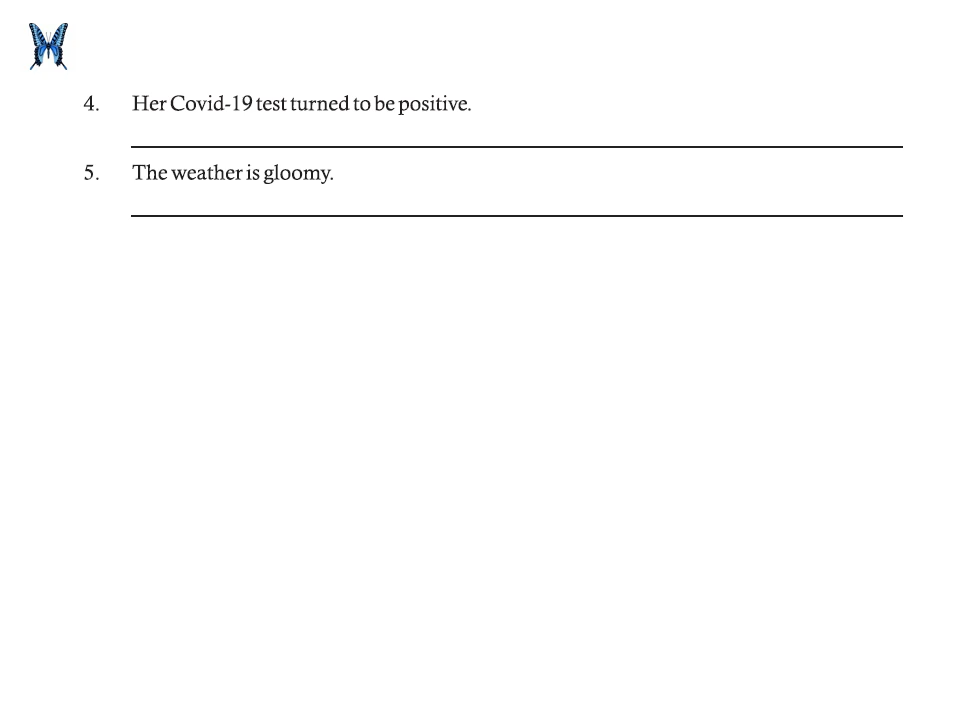 4. Her Covid-19 test turned to be positive.
5. The weather is gloomy.